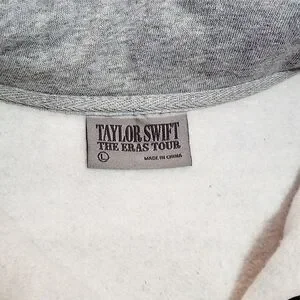 TAYLOR SWIFT
THE ERAS TOUR
L
MADE IN CHINA